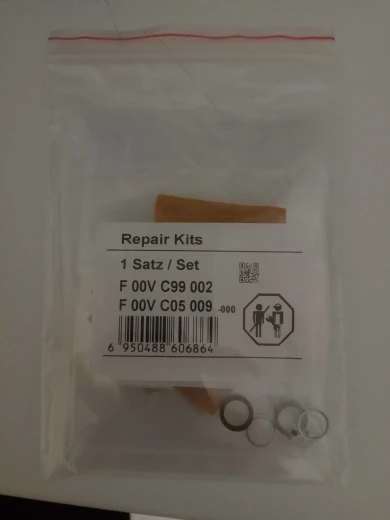 Repair Kits
1 Satz / Set
F 00V C99 002
F 00V C05 009 -000
6 950488 606864